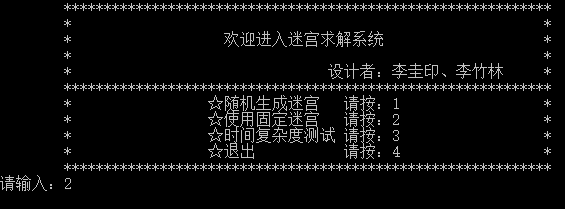 *************************************************************
* *
* 欢迎进入迷宫求解系统 *
* *
* 设计者：李圭印、李竹林 *
*************************************************************
* ☆随机生成迷宫 请按：1 *
* ☆使用固定迷宫 请按：2 *
* ☆时间复杂度测试 请按：3 *
* ☆退出 请按：4 *
*************************************************************
请输入：2